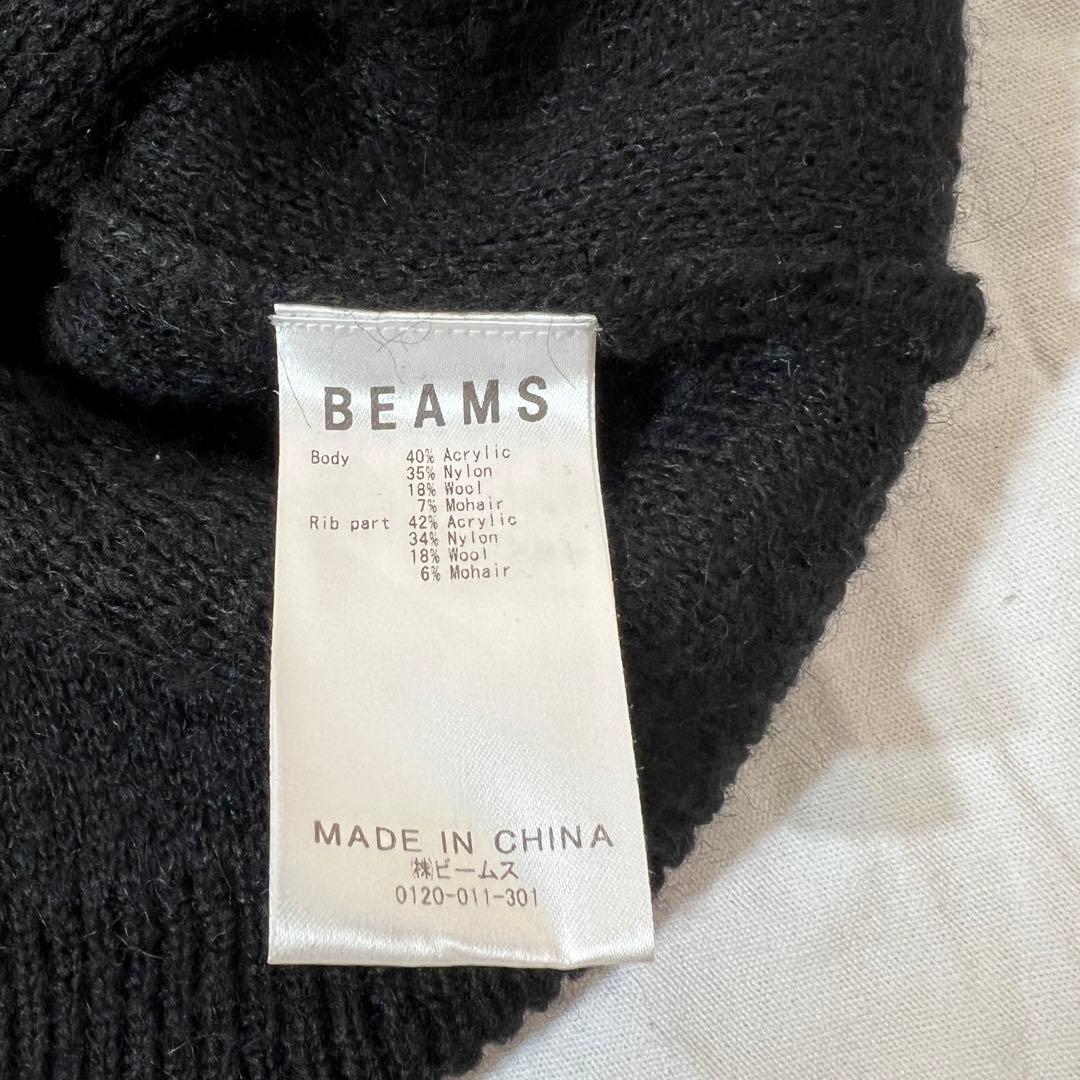 BEAMS
Body 40% Acrylic
35% Nylon
18% Wool
7% Mohair
Rib part 42% Acrylic
34% Nylon
18% Wool
6% Mohair
MADE IN CHINA
㈱ビームス
0120-011-301